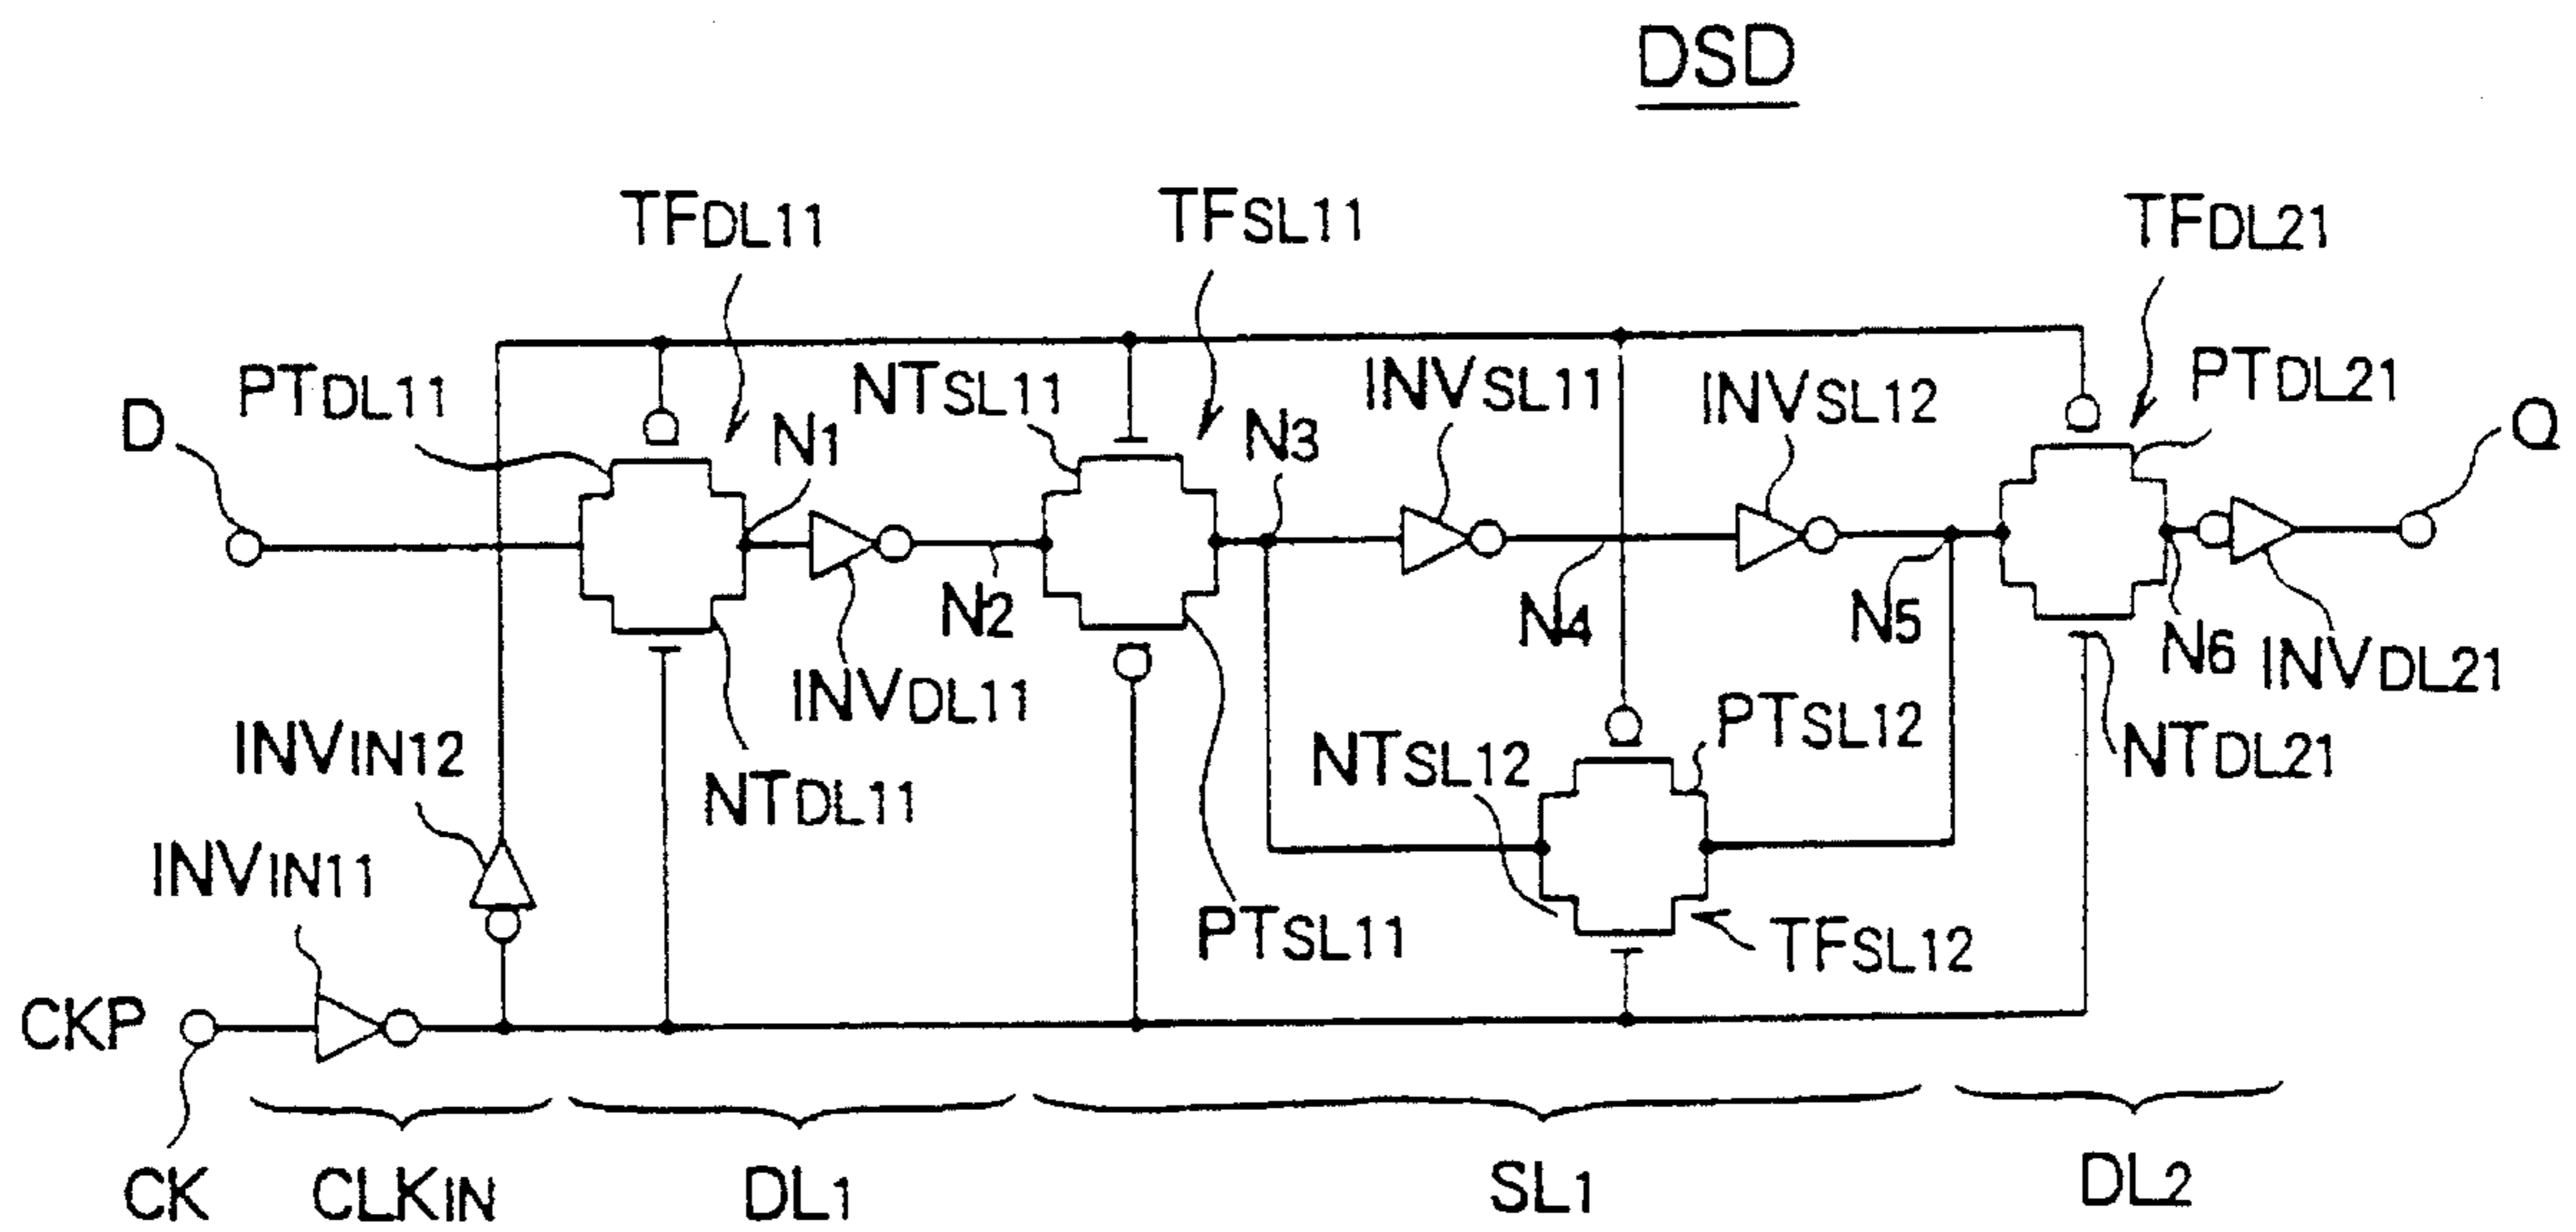 DSD
TFDL11
TFSL11
TFDL21
PTDL11
NTSL11
INVSL11
INVSL12
PTDL21
D
N1
N3
Q
N2
N4
N5
N6
INVDL11
INVDL21
INVIN12
NTDL11
NTSL12
PTSL12
NTDL21
INVIN11
PTSL11
TFSL12
CKP
CK
CLKIN
DL1
SL1
DL2